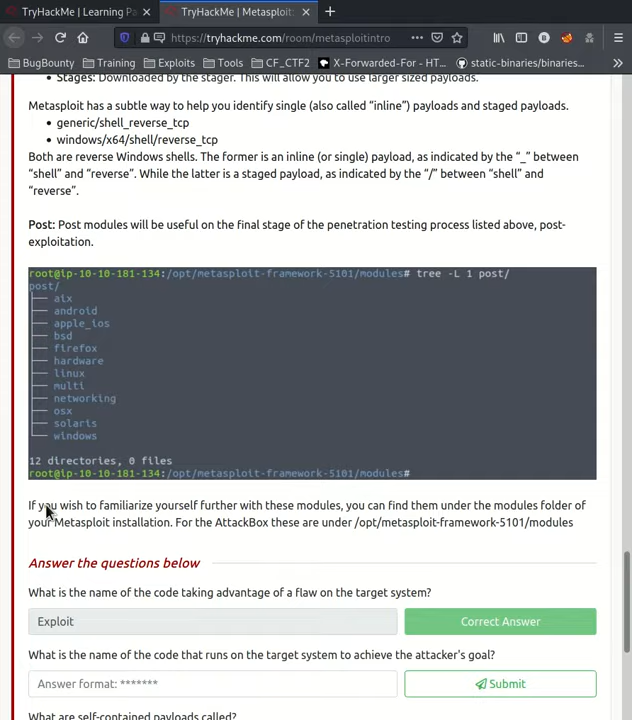 TryHackMe | Learning Pa
TryHackMe | Metasploit:
https://tryhackme.com/room/metasploitintro
BugBounty
Training
Exploits
Tools
CF_CTF2
X-Forwarded-For - HT...
static-binaries/binaries...
Stages: Downloaded by the stager. This will allow you to use larger sized payloads.
Metasploit has a subtle way to help you identify single (also called “inline”) payloads and staged payloads.
• generic/shell_reverse_tcp
• windows/x64/shell/reverse_tcp
Both are reverse Windows shells. The former is an inline (or single) payload, as indicated by the “_” between
“shell” and “reverse”. While the latter is a staged payload, as indicated by the “/” between “shell” and
“reverse”.
Post: Post modules will be useful on the final stage of the penetration testing process listed above, post-
exploitation.
root@ip-10-10-181-134:/opt/metasploit-framework-5101/modules# tree -L 1 post/
post/
├── aix
├── android
├── apple_ios
├── bsd
├── firefox
├── hardware
├── linux
├── multi
├── networking
├── osx
├── solaris
└── windows
12 directories, 0 files
root@ip-10-10-181-134:/opt/metasploit-framework-5101/modules#
If you wish to familiarize yourself further with these modules, you can find them under the modules folder of
your Metasploit installation. For the AttackBox these are under /opt/metasploit-framework-5101/modules
Answer the questions below
What is the name of the code taking advantage of a flaw on the target system?
Exploit
Correct Answer
What is the name of the code that runs on the target system to achieve the attacker's goal?
Answer format: *******
Submit
What are self-contained payloads called?